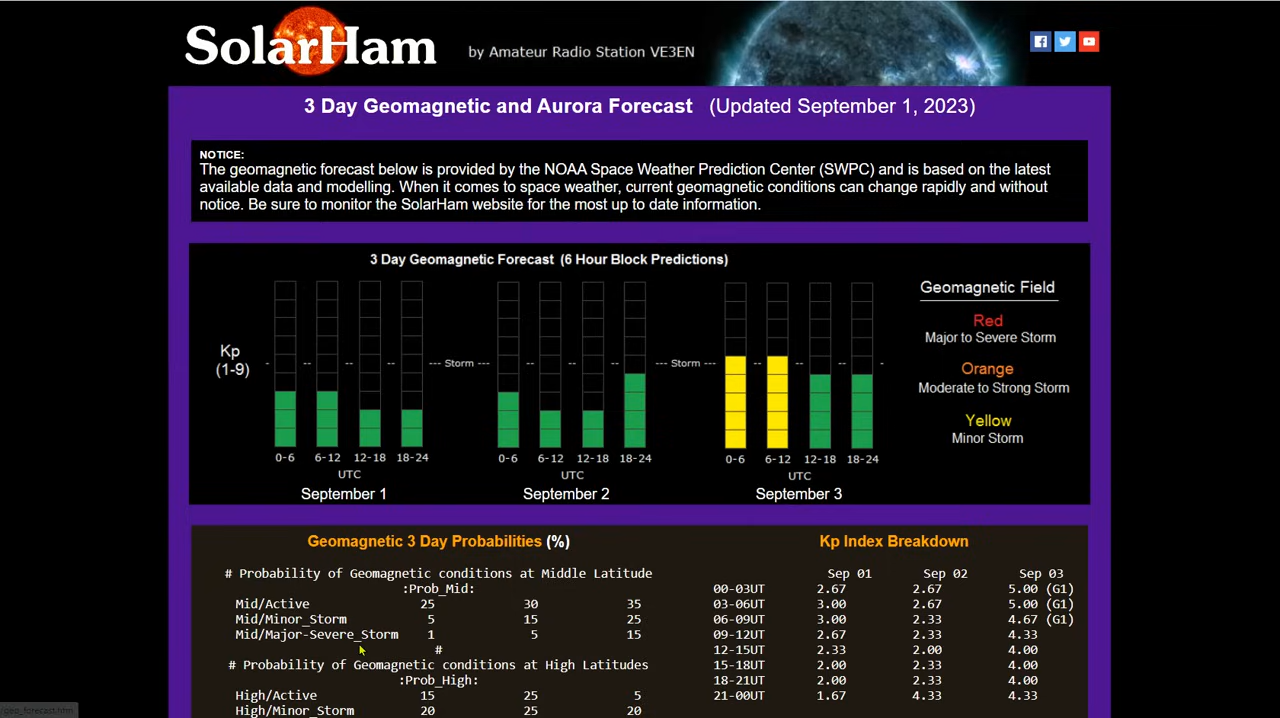 SolarHam
by Amateur Radio Station VE3EN
3 Day Geomagnetic and Aurora Forecast (Updated September 1, 2023)
NOTICE:
The geomagnetic forecast below is provided by the NOAA Space Weather Prediction Center (SWPC) and is based on the latest
available data and modelling. When it comes to space weather, current geomagnetic conditions can change rapidly and without
notice. Be sure to monitor the SolarHam website for the most up to date information.
3 Day Geomagnetic Forecast (6 Hour Block Predictions)
Kp
(1-9)
- -- -- -- --- Storm --- -- -- -- --- Storm --- -- -- -- -
0-6 6-12 12-18 18-24
UTC
September 1
0-6 6-12 12-18 18-24
UTC
September 2
0-6 6-12 12-18 18-24
UTC
September 3
Geomagnetic Field
Red
Major to Severe Storm
Orange
Moderate to Strong Storm
Yellow
Minor Storm
Geomagnetic 3 Day Probabilities (%)
# Probability of Geomagnetic conditions at Middle Latitude
:Prob_Mid:
Mid/Active 25 30 35
Mid/Minor_Storm 5 15 25
Mid/Major-Severe_Storm 1 5 15
#
# Probability of Geomagnetic conditions at High Latitudes
:Prob_High:
High/Active 15 25 5
High/Minor_Storm 20 25 20
Kp Index Breakdown
Sep 01 Sep 02 Sep 03
00-03UT 2.67 2.67 5.00 (G1)
03-06UT 3.00 2.67 5.00 (G1)
06-09UT 3.00 2.33 4.67 (G1)
09-12UT 2.67 2.33 4.33
12-15UT 2.33 2.00 4.00
15-18UT 2.00 2.33 4.00
18-21UT 2.00 2.33 4.00
21-00UT 1.67 4.33 4.33
/geo_forecast.htm